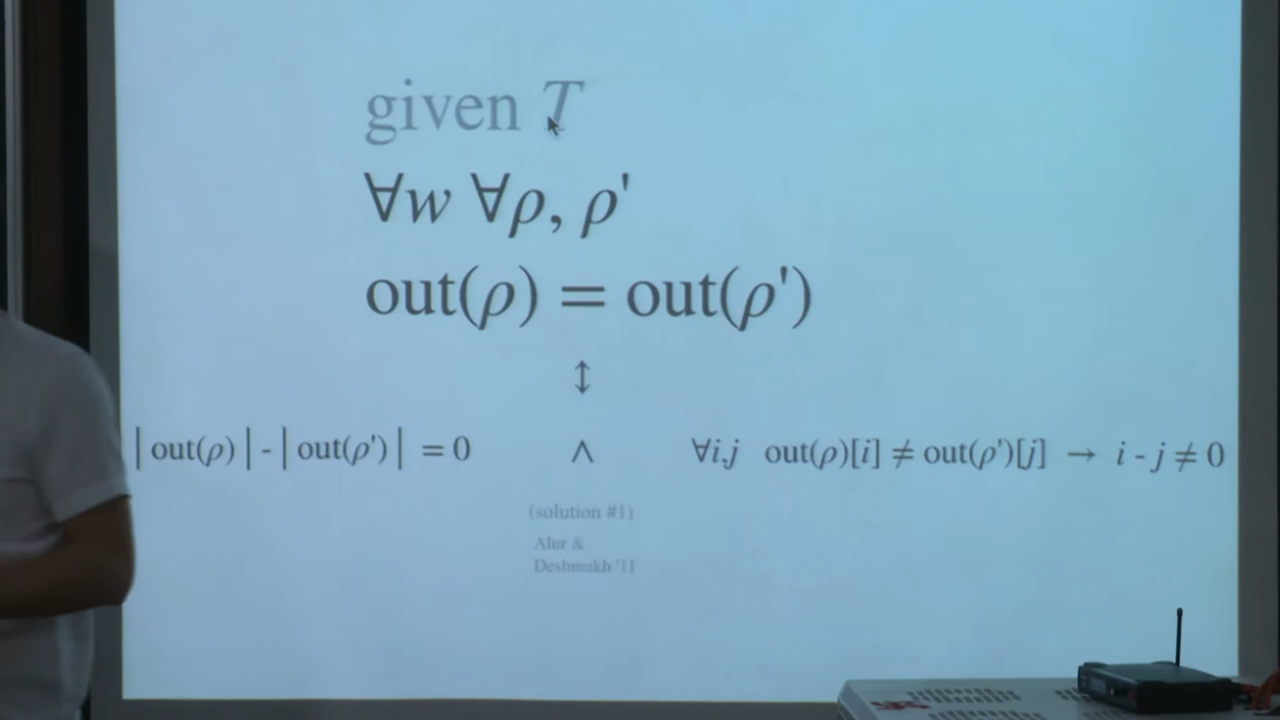 given T
∀w ∀ρ, ρ'
out(ρ) = out(ρ')
↕
|out(ρ)| - |out(ρ')| = 0 ∧ ∀i,j out(ρ)[i] ≠ out(ρ')[j] → i - j ≠ 0
(solution #1)
Alur &
Deshmukh '11